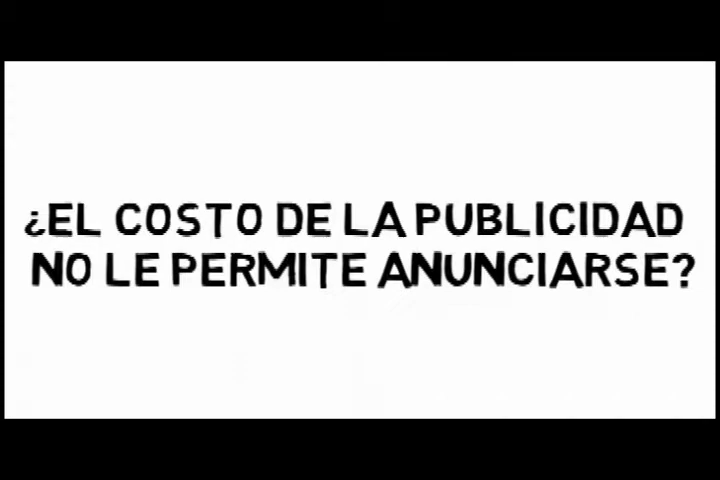 ¿EL COSTO DE LA PUBLICIDAD
NO LE PERMITE ANUNCIARSE?